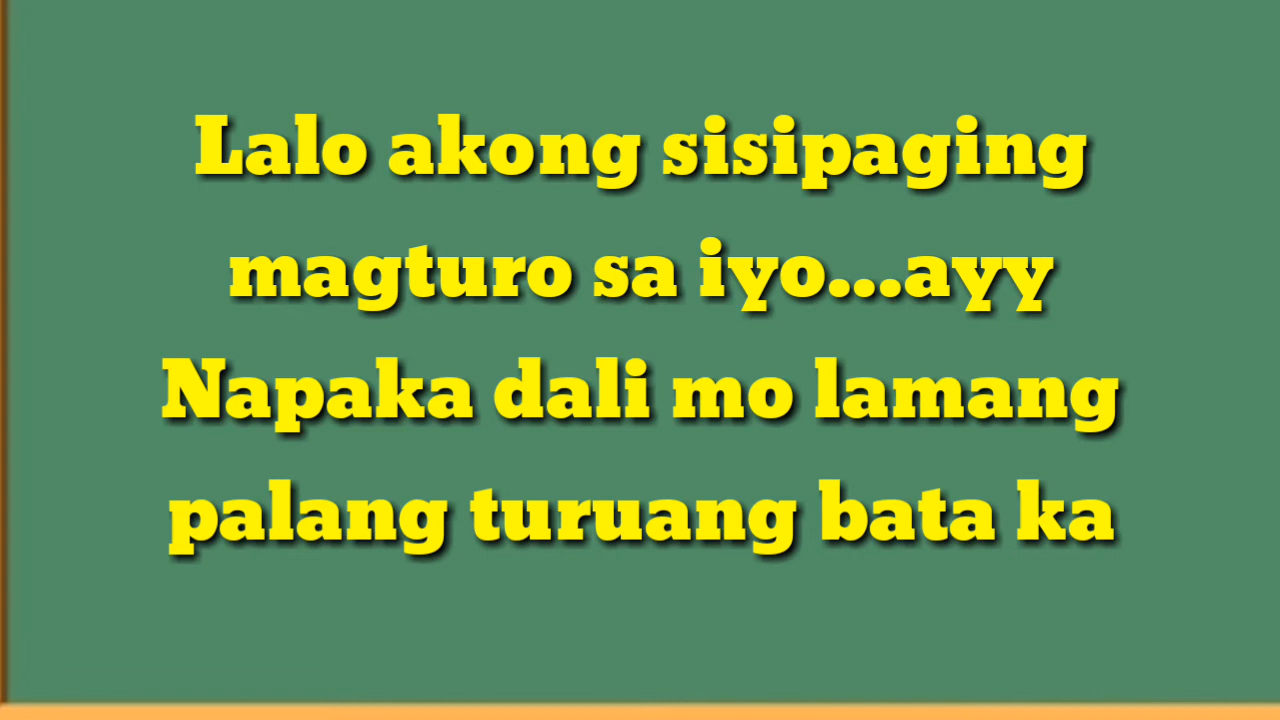 Lalo akong sisipaging
magturo sa iyo...ayy
Napaka dali mo lamang
palang turuang bata ka